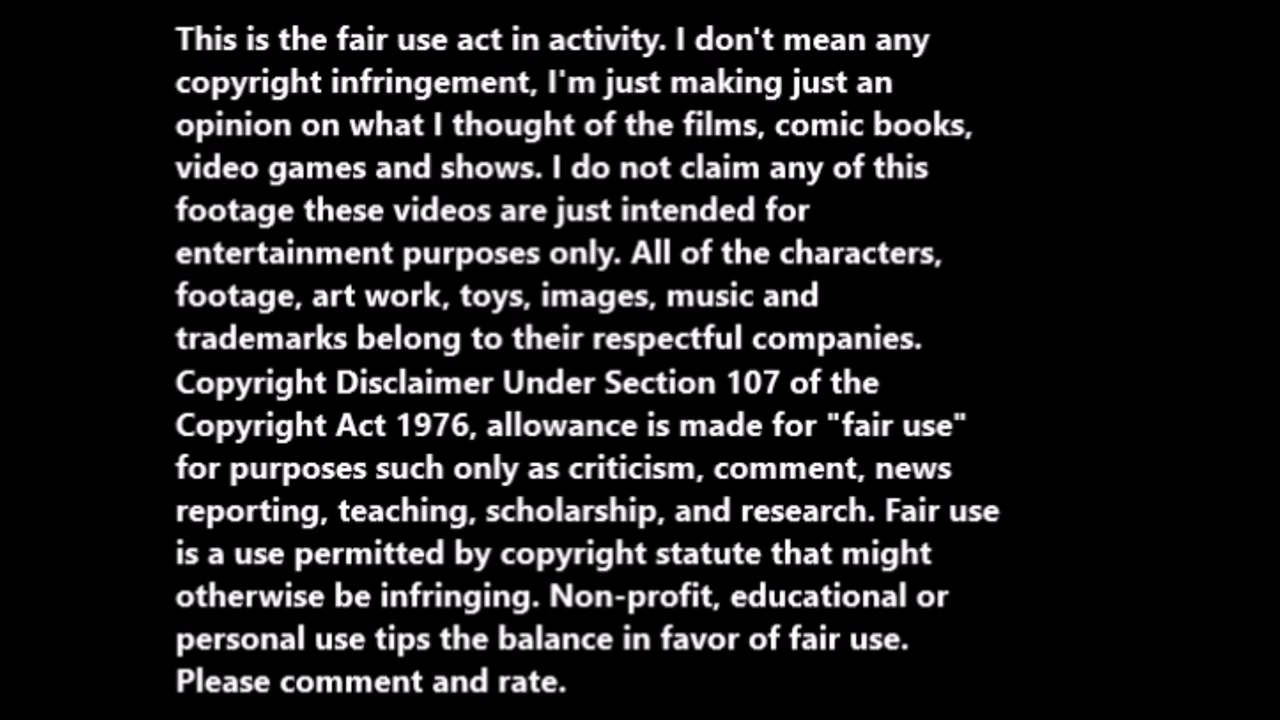 This is the fair use act in activity. I don't mean any
copyright infringement, I'm just making just an
opinion on what I thought of the films, comic books,
video games and shows. I do not claim any of this
footage these videos are just intended for
entertainment purposes only. All of the characters,
footage, art work, toys, images, music and
trademarks belong to their respectful companies.
Copyright Disclaimer Under Section 107 of the
Copyright Act 1976, allowance is made for "fair use"
for purposes such only as criticism, comment, news
reporting, teaching, scholarship, and research. Fair use
is a use permitted by copyright statute that might
otherwise be infringing. Non-profit, educational or
personal use tips the balance in favor of fair use.
Please comment and rate.